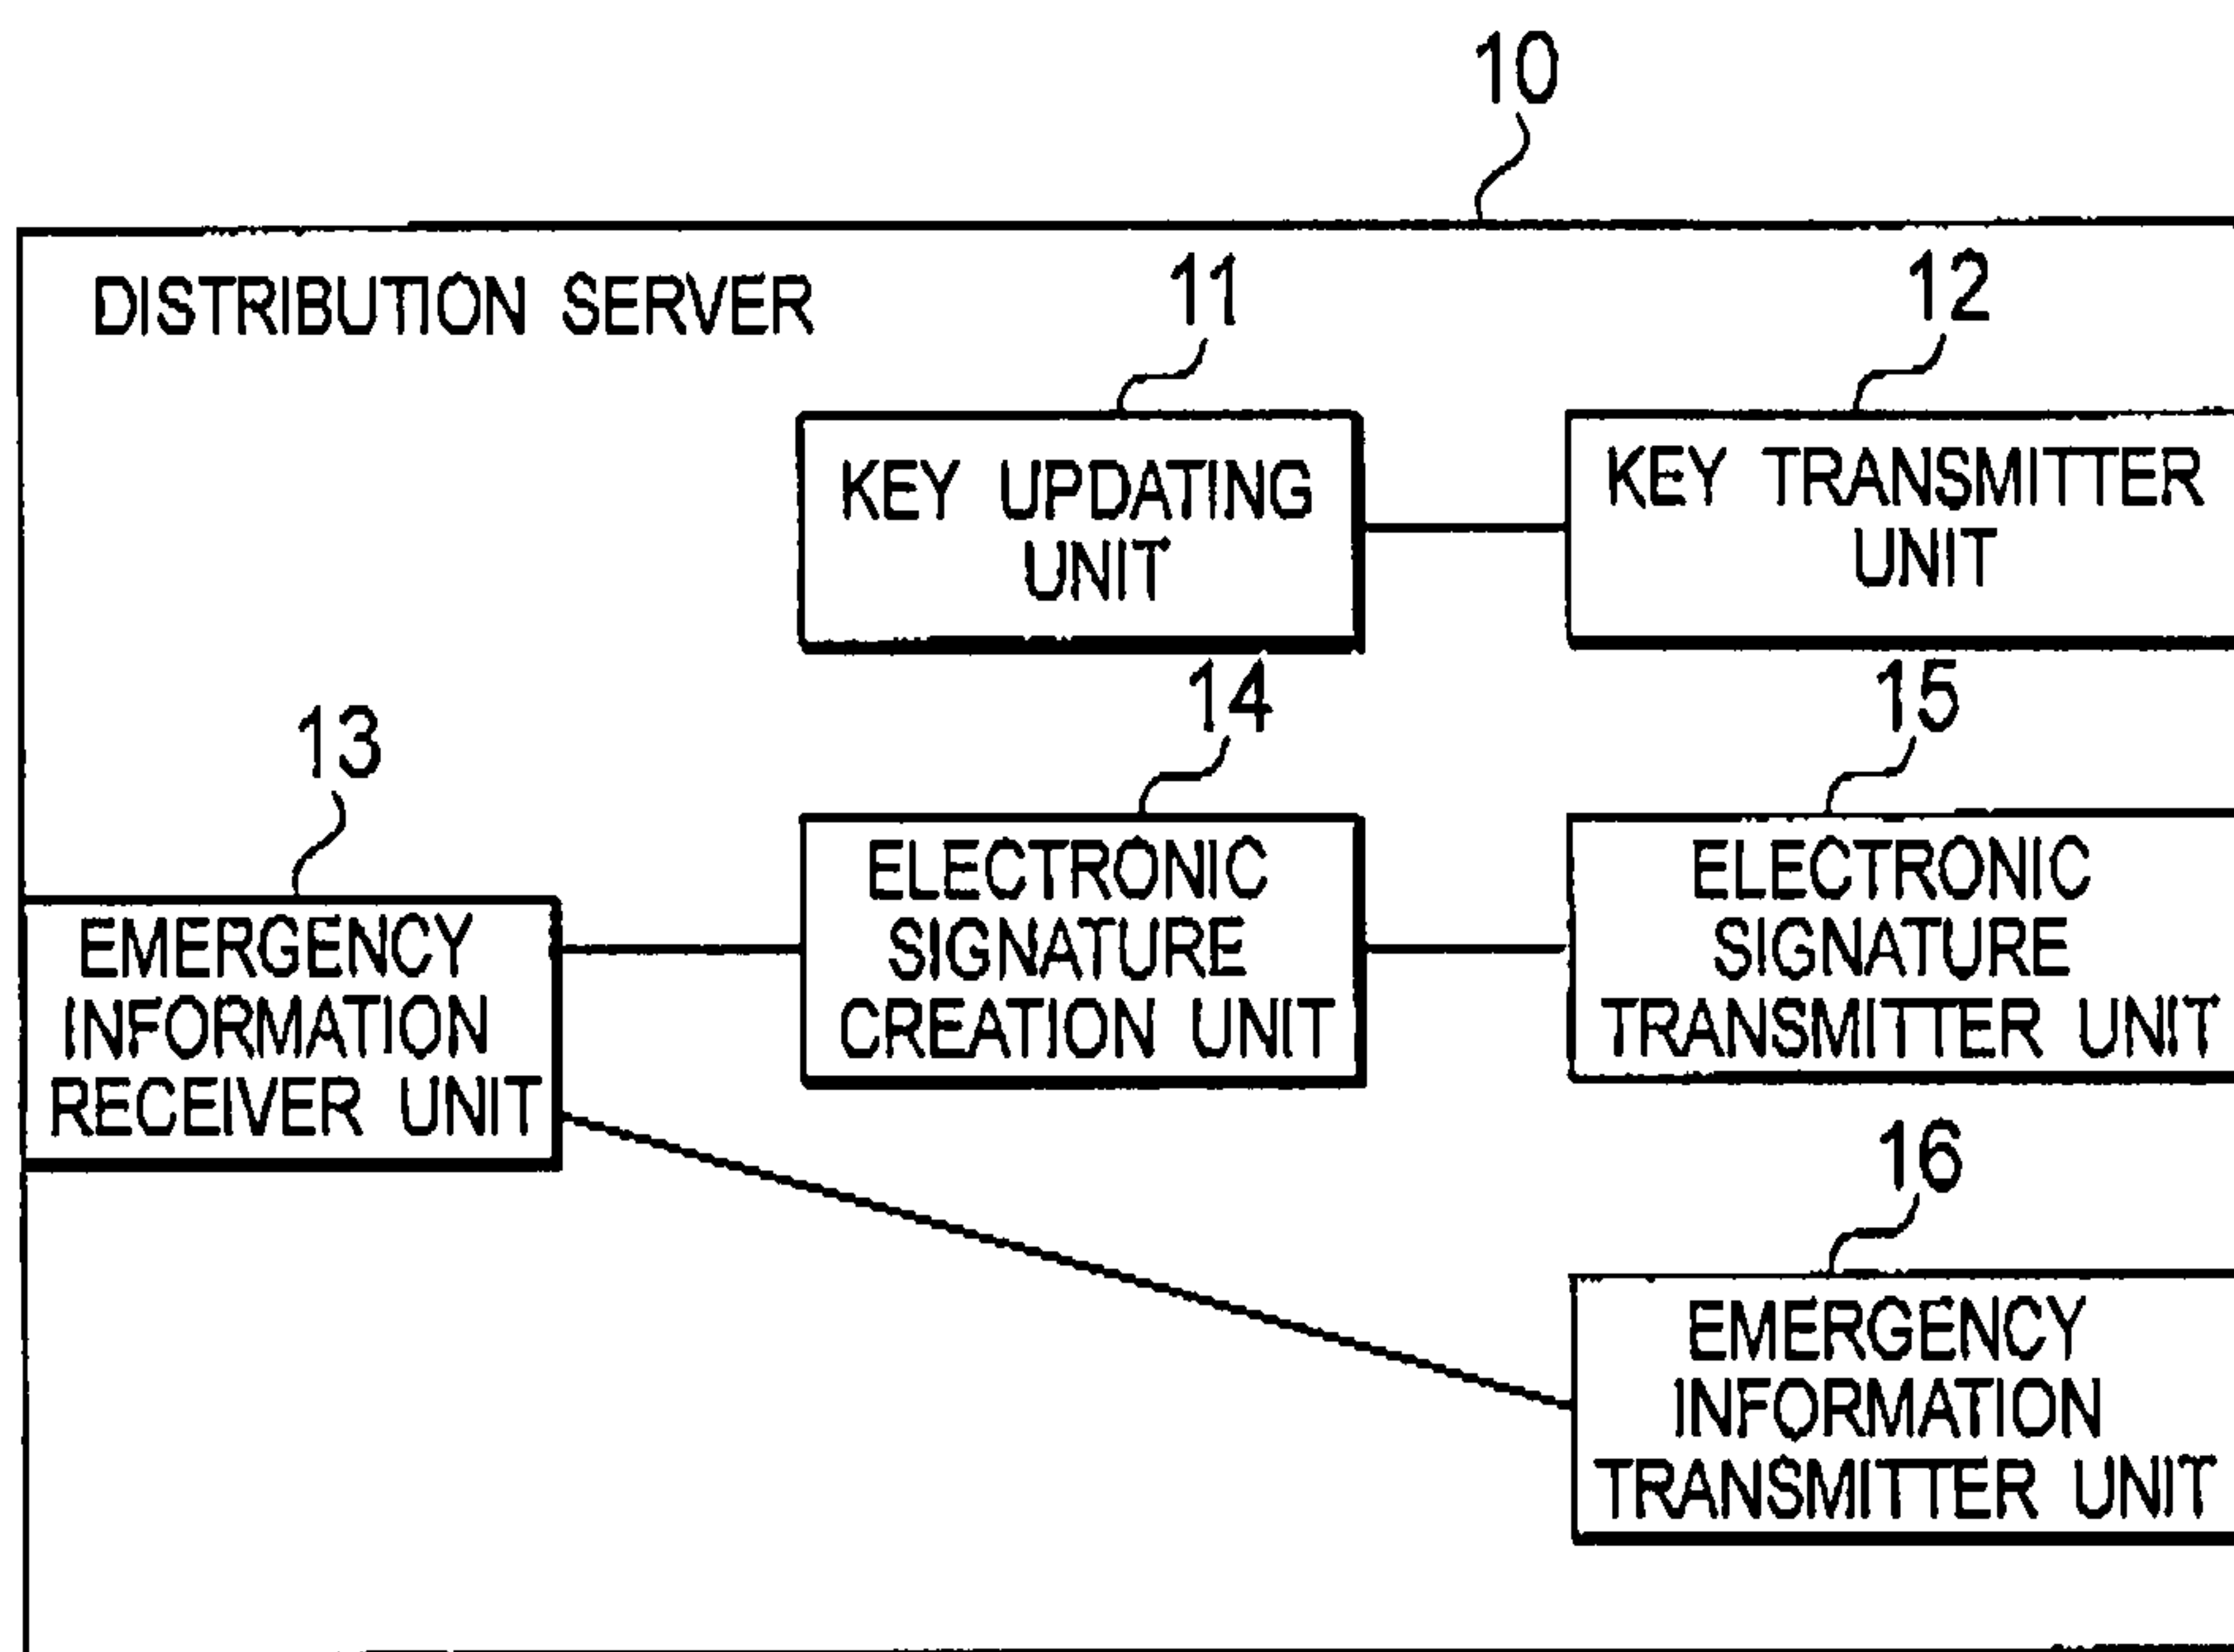 10
DISTRIBUTION SERVER
11
12
KEY UPDATING
UNIT
KEY TRANSMITTER
UNIT
13
14
15
EMERGENCY
INFORMATION
RECEIVER UNIT
ELECTRONIC
SIGNATURE
CREATION UNIT
ELECTRONIC
SIGNATURE
TRANSMITTER UNIT
16
EMERGENCY
INFORMATION
TRANSMITTER UNIT